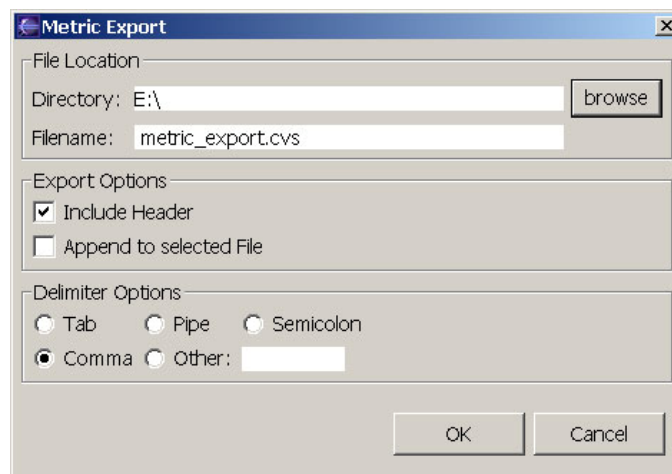 Metric Export
File Location
Directory: E:\
browse
Filename: metric_export.cvs
Export Options
Include Header
Append to selected File
Delimiter Options
Tab Pipe Semicolon
Comma Other:
OK Cancel